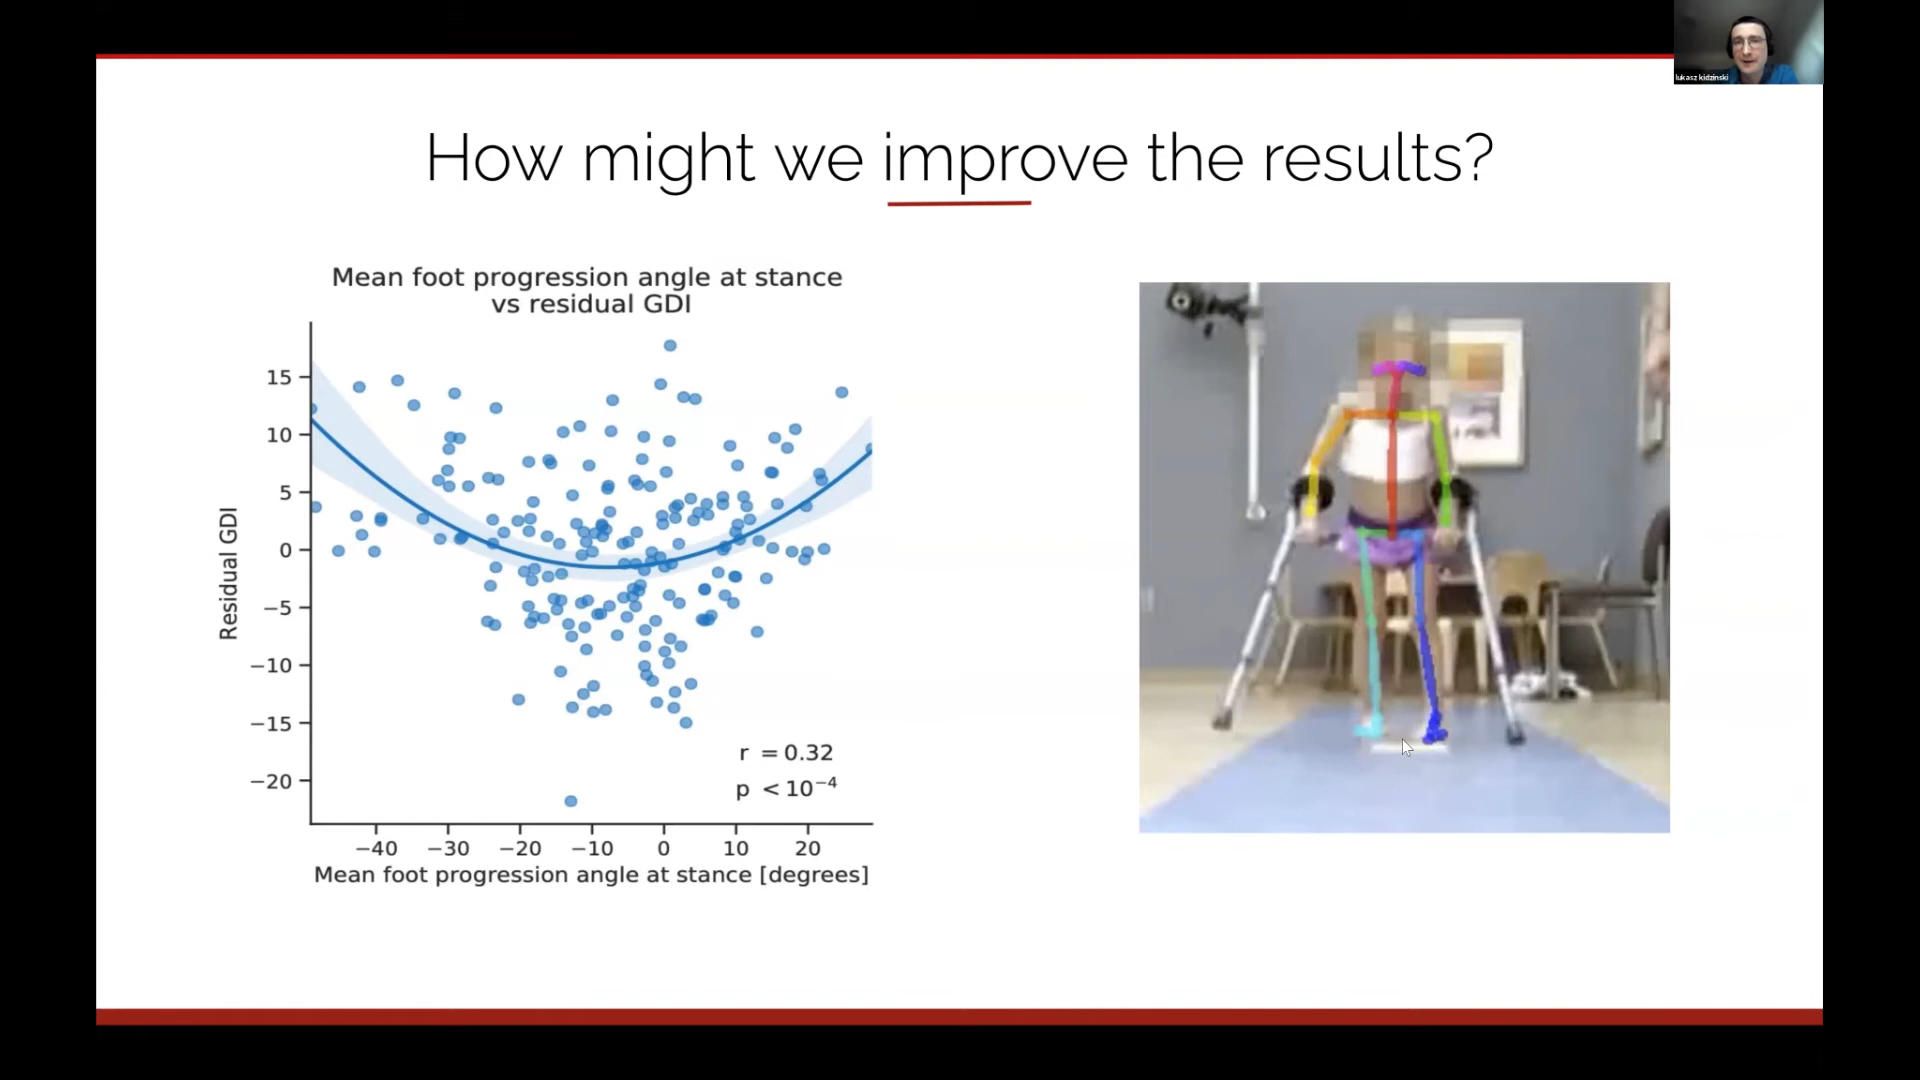 lukasz kidzinski
How might we improve the results?
Mean foot progression angle at stance
vs residual GDI
Residual GDI
15
10
5
0
−5
−10
−15
−20
r = 0.32
p < 10⁻⁴
−40 −30 −20 −10 0 10 20
Mean foot progression angle at stance [degrees]